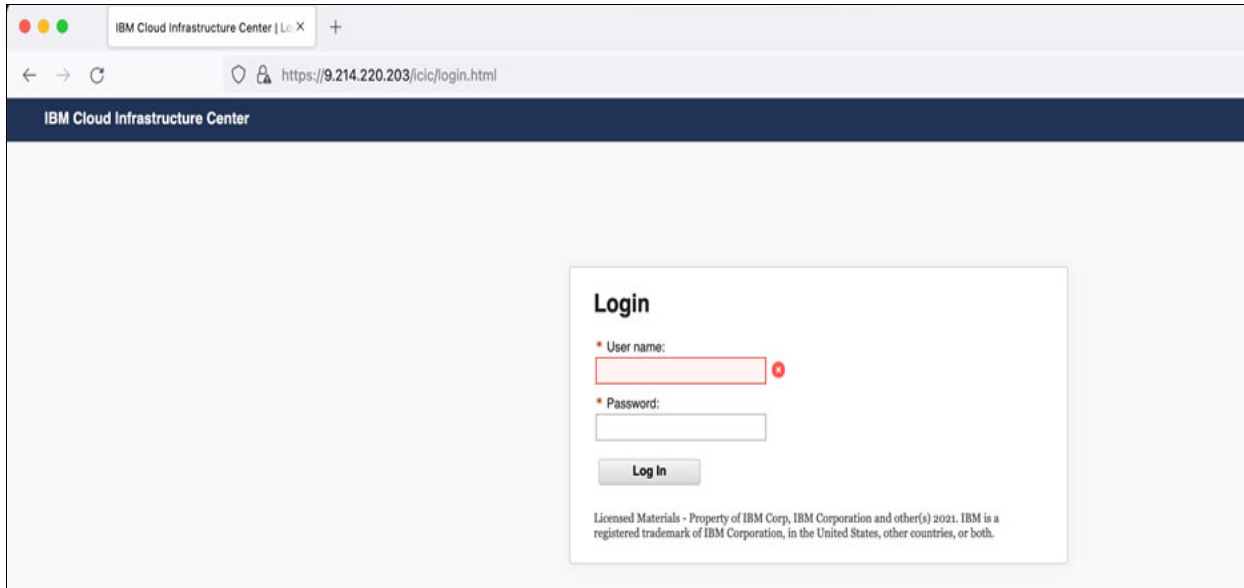 IBM Cloud Infrastructure Center | Lo
https://9.214.220.203/icic/login.html
IBM Cloud Infrastructure Center
Login
* User name:
* Password:
Log In
Licensed Materials - Property of IBM Corp, IBM Corporation and other(s) 2021. IBM is a
registered trademark of IBM Corporation, in the United States, other countries, or both.